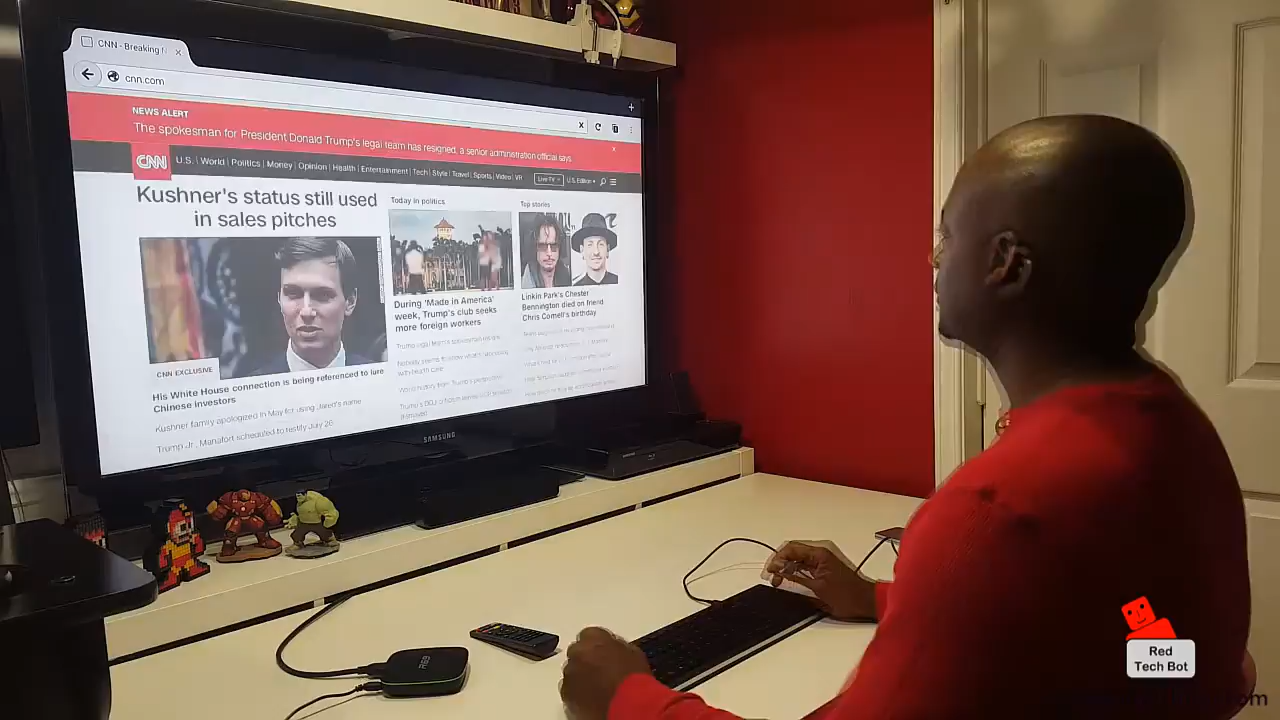 CNN - Breaking N
cnn.com
NEWS ALERT
The spokesman for President Donald Trump's legal team has resigned, a senior administration official says
CNN
U.S. | World | Politics | Money | Opinion | Health | Entertainment | Tech | Style | Travel | Sports | Video | VR
Live TV
U.S. Edition
Kushner's status still used
in sales pitches
CNN EXCLUSIVE
His White House connection is being referenced to lure
Chinese investors
Kushner family apologized in May for using Jared's name
Trump Jr., Manafort scheduled to testify July 26
Today in politics
During 'Made in America'
week, Trump's club seeks
more foreign workers
Top stories
Linkin Park's Chester
Bennington died on friend
Chris Cornell's birthday
SAMSUNG
R69
Red
Tech Bot